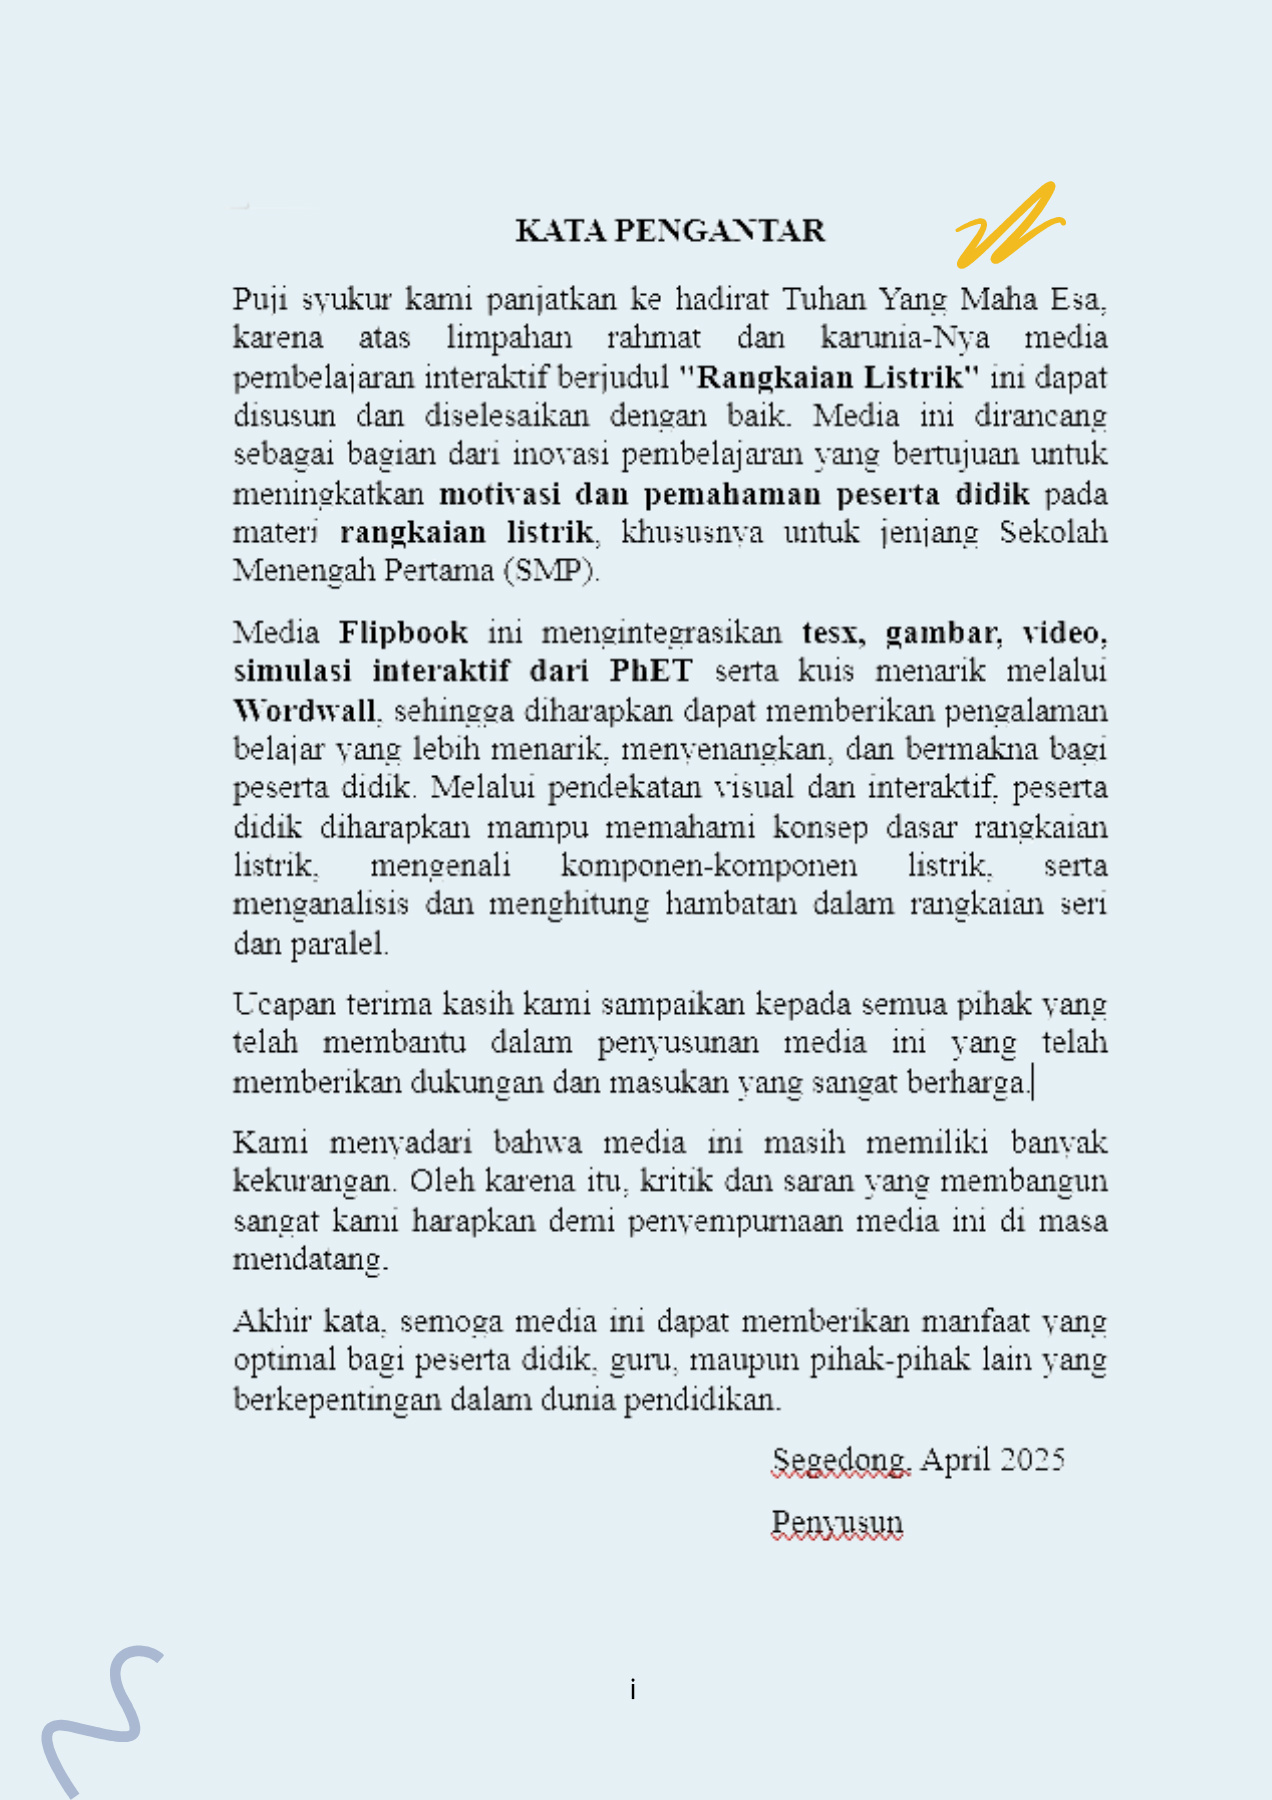 KATA PENGANTAR
Puji syukur kami panjatkan ke hadirat Tuhan Yang Maha Esa,
karena atas limpahan rahmat dan karunia-Nya media
pembelajaran interaktif berjudul "Rangkaian Listrik" ini dapat
disusun dan diselesaikan dengan baik. Media ini dirancang
sebagai bagian dari inovasi pembelajaran yang bertujuan untuk
meningkatkan motivasi dan pemahaman peserta didik pada
materi rangkaian listrik, khususnya untuk jenjang Sekolah
Menengah Pertama (SMP).
Media Flipbook ini mengintegrasikan tesx, gambar, video,
simulasi interaktif dari PhET serta kuis menarik melalui
Wordwall, sehingga diharapkan dapat memberikan pengalaman
belajar yang lebih menarik, menyenangkan, dan bermakna bagi
peserta didik. Melalui pendekatan visual dan interaktif, peserta
didik diharapkan mampu memahami konsep dasar rangkaian
listrik, mengenali komponen-komponen listrik, serta
menganalisis dan menghitung hambatan dalam rangkaian seri
dan paralel.
Ucapan terima kasih kami sampaikan kepada semua pihak yang
telah membantu dalam penyusunan media ini yang telah
memberikan dukungan dan masukan yang sangat berharga.
Kami menyadari bahwa media ini masih memiliki banyak
kekurangan. Oleh karena itu, kritik dan saran yang membangun
sangat kami harapkan demi penyempurnaan media ini di masa
mendatang.
Akhir kata, semoga media ini dapat memberikan manfaat yang
optimal bagi peserta didik, guru, maupun pihak-pihak lain yang
berkepentingan dalam dunia pendidikan.
Segedong, April 2025
Penyusun
i